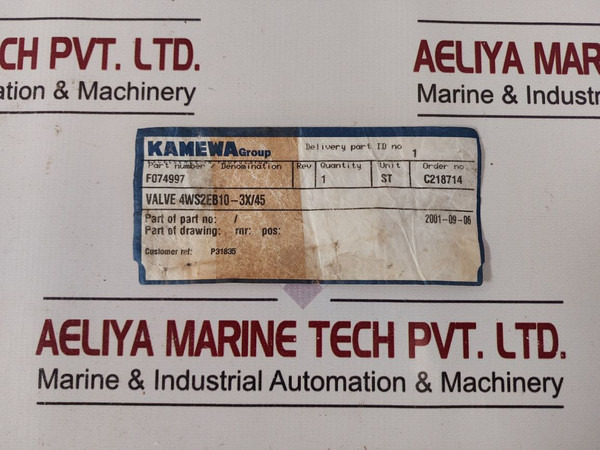 CH PVT. LTD.
ation & Machinery
AELIYA MAR
Marine & Industr
KAMEWA Group
Delivery part ID no 1
Part number / Denomination Rev Quantity Unit Order no
F074997 1 ST C218714
VALVE 4WS2EB10-3X/45
Part of part no: / 2001-09-06
Part of drawing: rnr: pos:
Customer ref: P31835
AELIYA MARINE TECH PVT. LTD.
Marine & Industrial Automation & Machinery